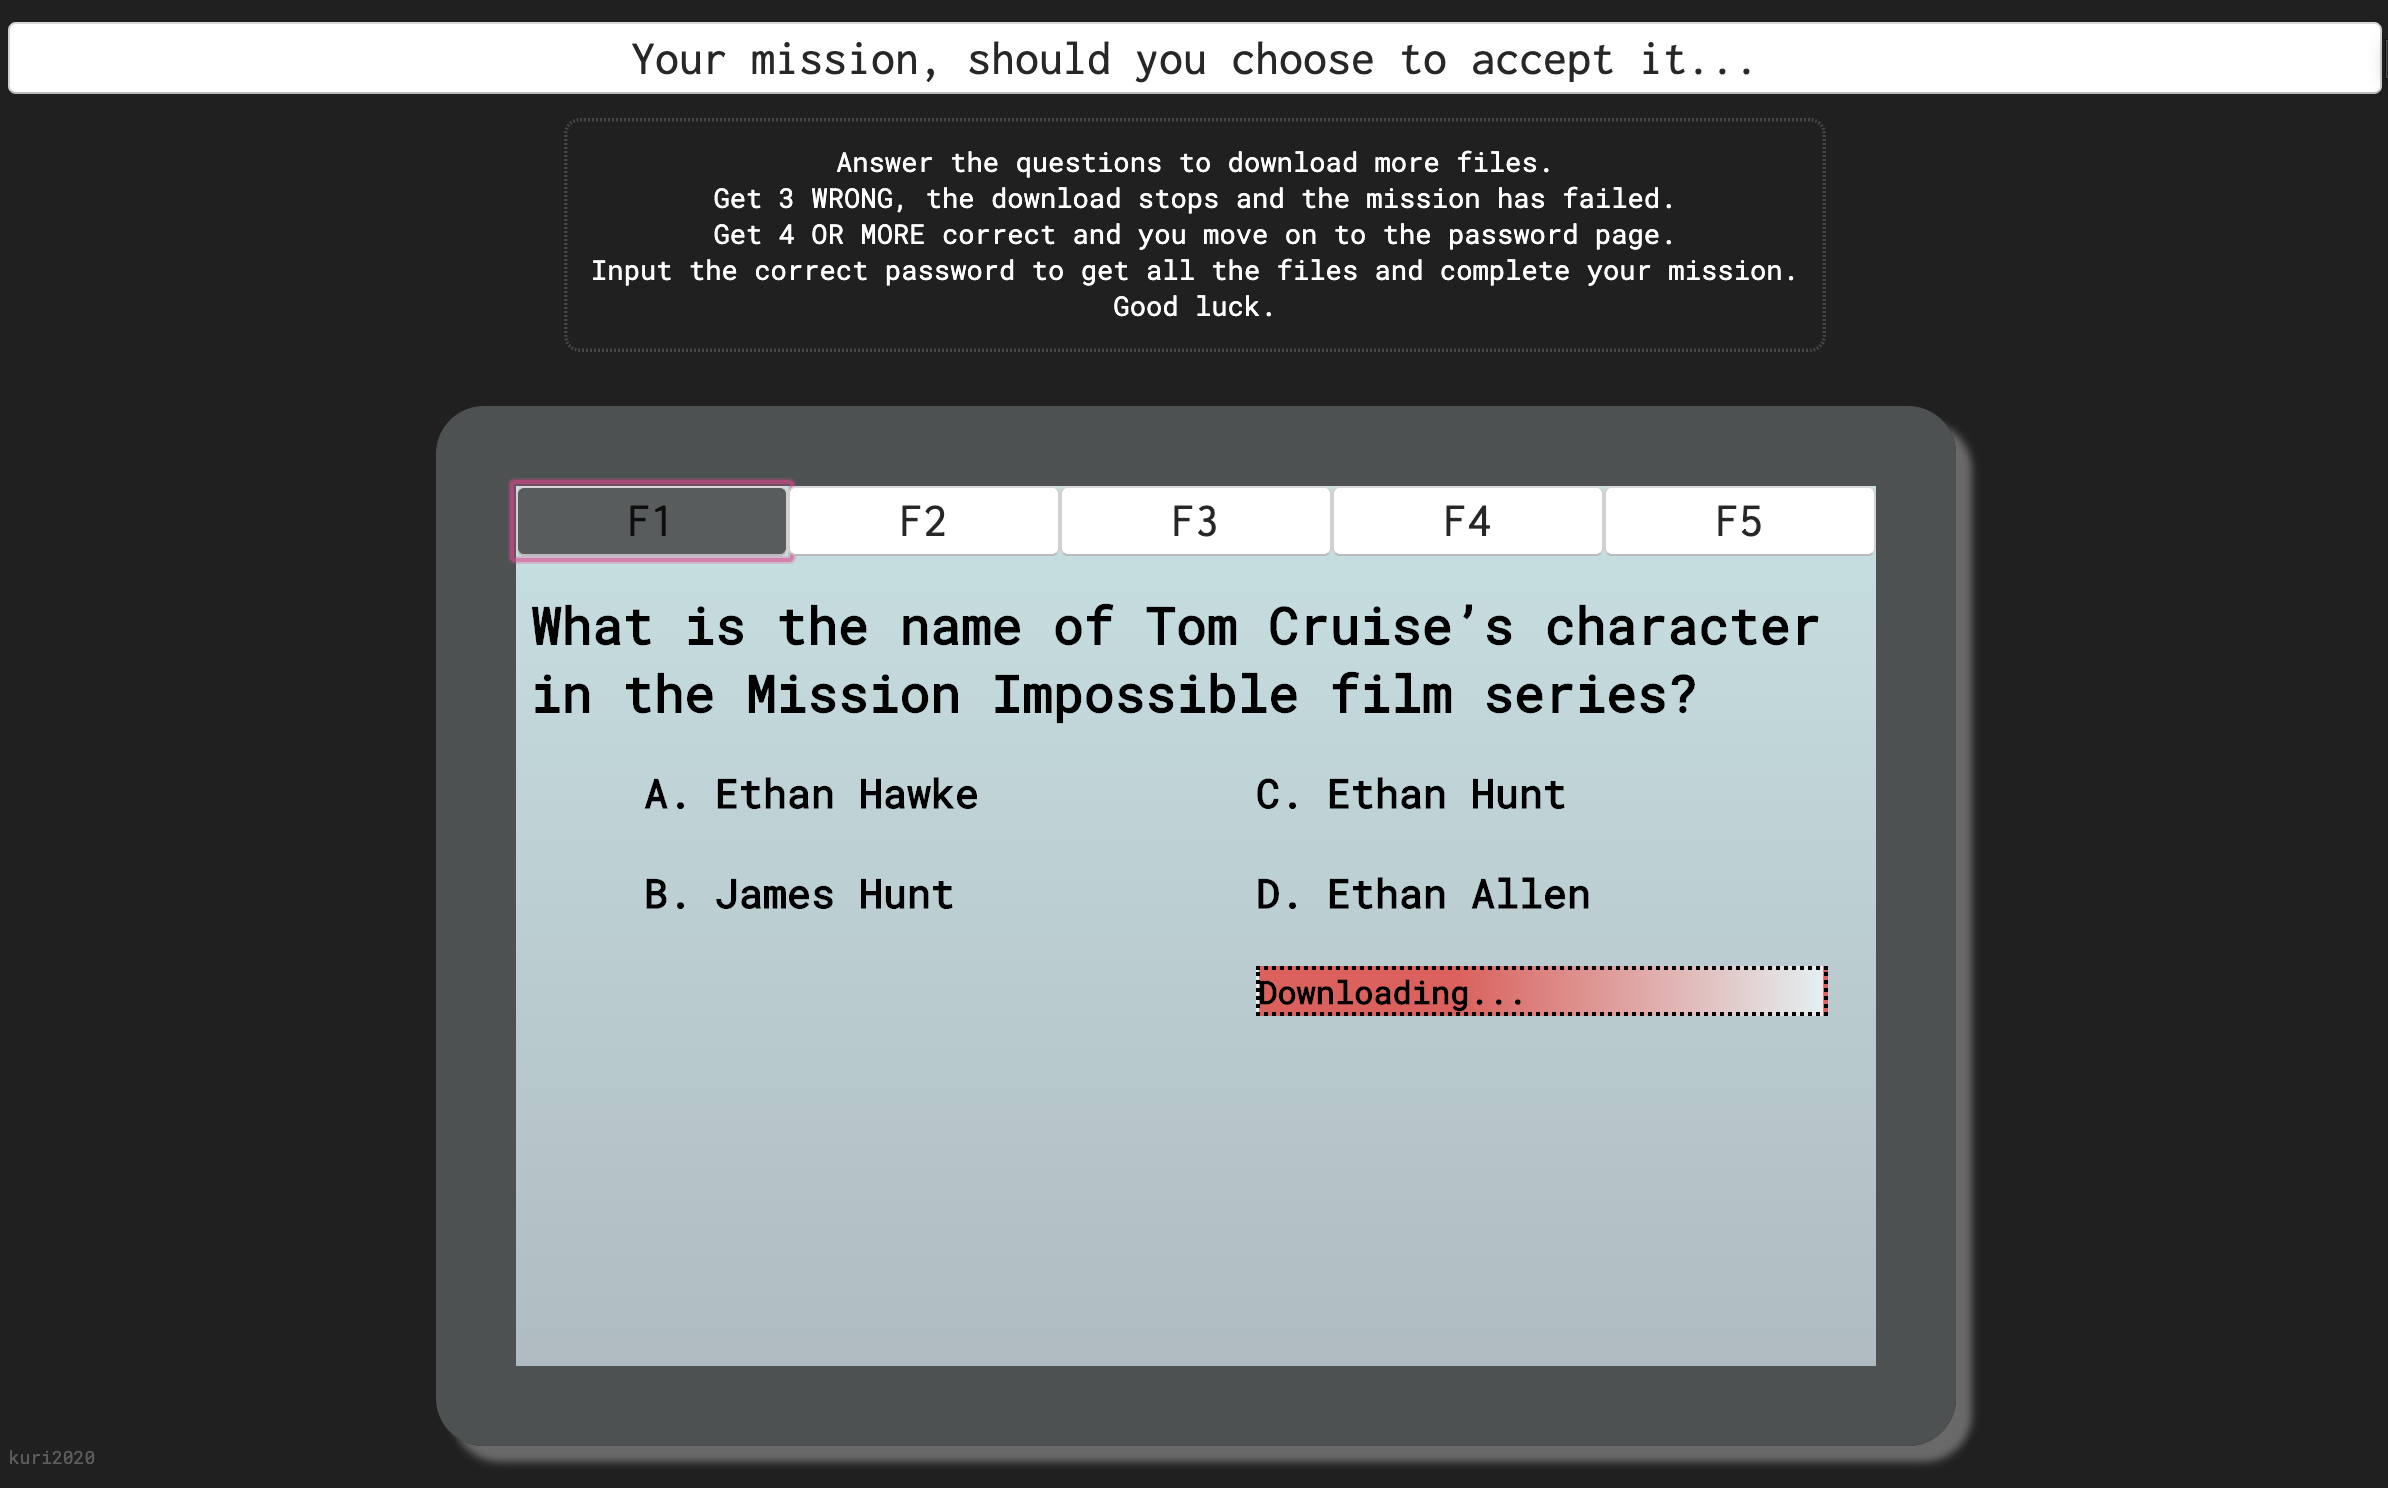 Your mission, should you choose to accept it...
Answer the questions to download more files.
Get 3 WRONG, the download stops and the mission has failed.
Get 4 OR MORE correct and you move on to the password page.
Input the correct password to get all the files and complete your mission.
Good luck.
F1 F2 F3 F4 F5
What is the name of Tom Cruise’s character
in the Mission Impossible film series?
A. Ethan Hawke
B. James Hunt
C. Ethan Hunt
D. Ethan Allen
Downloading...
kuri2020